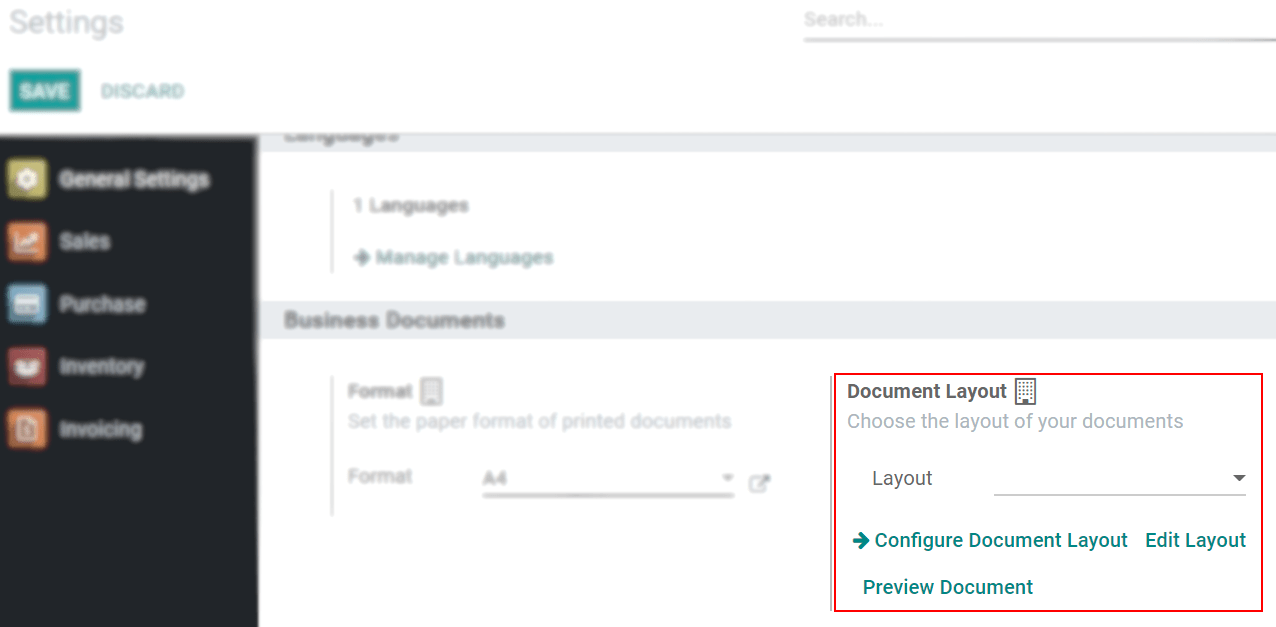 Settings
Search...
SAVE DISCARD
Languages
General Settings
Sales
Purchase
Inventory
Invoicing
1 Languages
Manage Languages
Business Documents
Format
Set the paper format of printed documents
Format A4
Document Layout
Choose the layout of your documents
Layout
Configure Document Layout Edit Layout
Preview Document